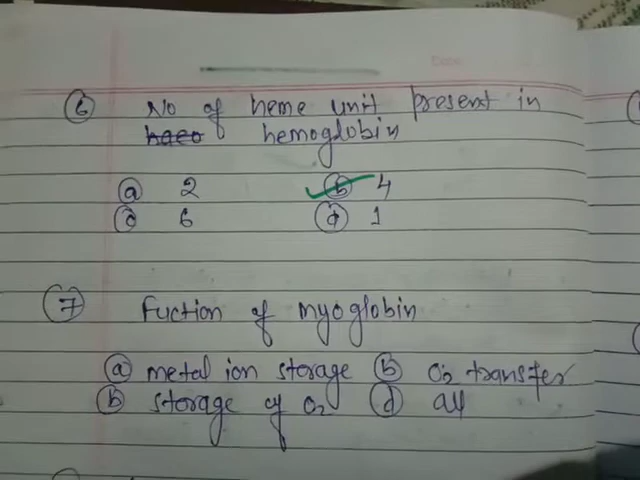 Date
6 No of heme unit present in
haeo hemoglobin
a 2 b 4
c 6 d 1
7 Fuction of myoglobin
a metal ion storage b O2 transfer
b storage of O2 d all